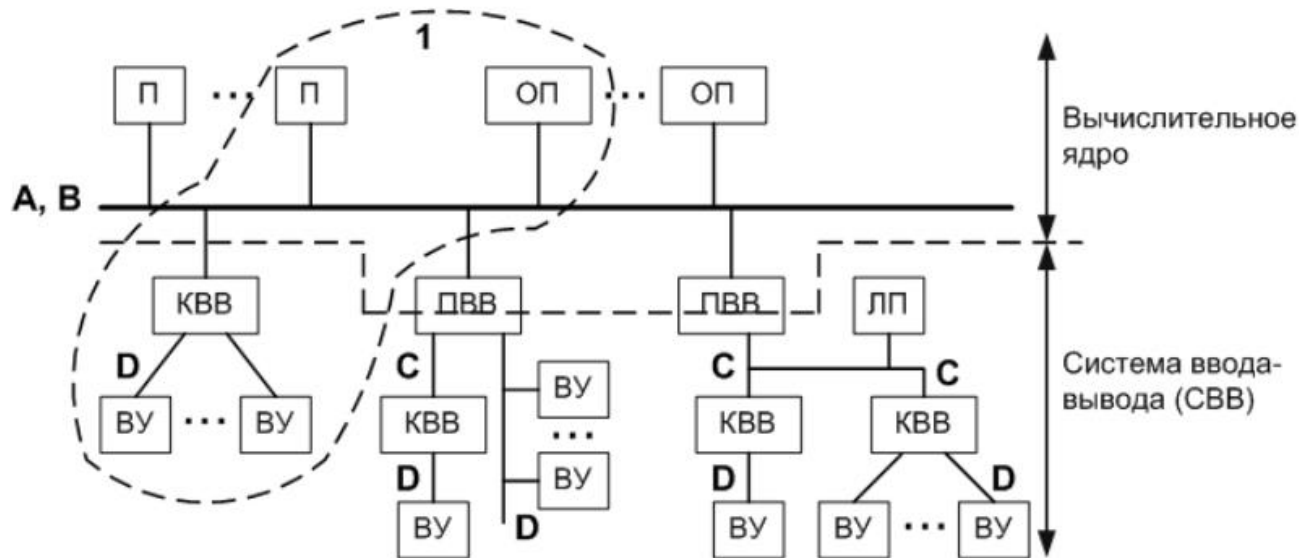 1
П ... П ОП ... ОП
Вычислительное
ядро
A, B
КВВ ПВВ ПВВ ЛП
D C C C
Система ввода-
вывода (СВВ)
ВУ ... ВУ КВВ ВУ КВВ КВВ
...
D ВУ D D
ВУ D ВУ ВУ ... ВУ